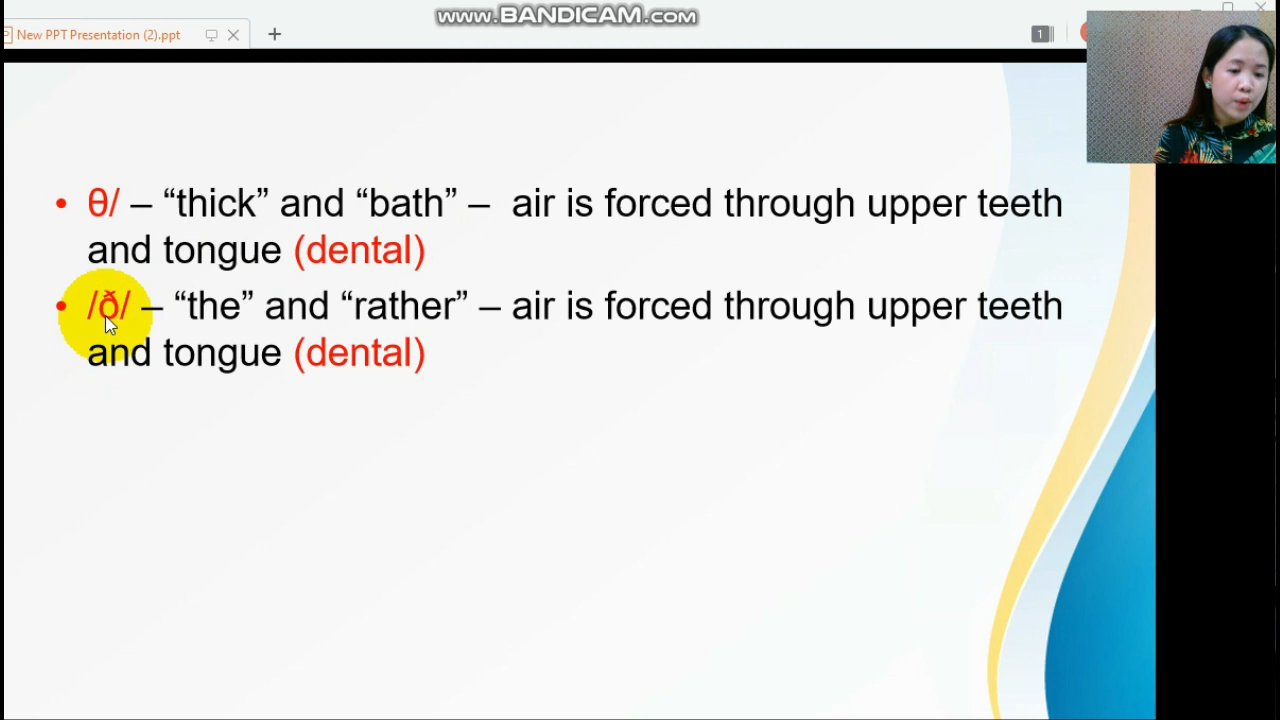 www.BANDICAM.com
New PPT Presentation (2).ppt
1
• θ/ – “thick” and “bath” – air is forced through upper teeth
and tongue (dental)
• /ð/ – “the” and “rather” – air is forced through upper teeth
and tongue (dental)